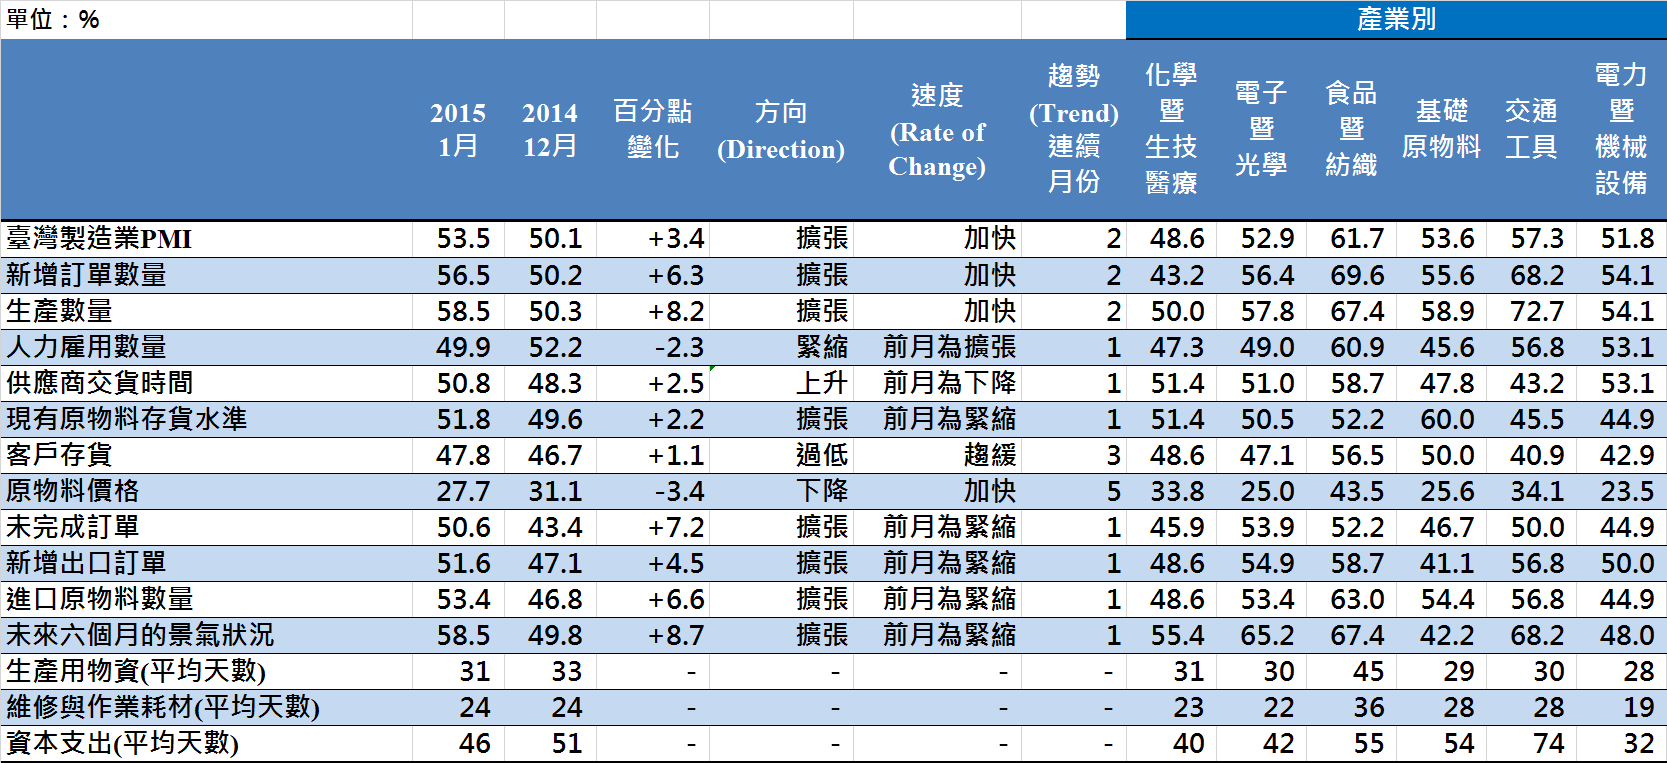 單位：% 產業別
2015 1月 2014 12月 百分點變化 方向 (Direction) 速度 (Rate of Change) 趨勢 (Trend) 連續月份 化學暨生技醫療 電子暨光學 食品暨紡織 基礎原物料 交通工具 電力暨機械設備
臺灣製造業PMI 53.5 50.1 +3.4 擴張 加快 2 48.6 52.9 61.7 53.6 57.3 51.8
新增訂單數量 56.5 50.2 +6.3 擴張 加快 2 43.2 56.4 69.6 55.6 68.2 54.1
生產數量 58.5 50.3 +8.2 擴張 加快 2 50.0 57.8 67.4 58.9 72.7 54.1
人力雇用數量 49.9 52.2 -2.3 緊縮 前月為擴張 1 47.3 49.0 60.9 45.6 56.8 53.1
供應商交貨時間 50.8 48.3 +2.5 上升 前月為下降 1 51.4 51.0 58.7 47.8 43.2 53.1
現有原物料存貨水準 51.8 49.6 +2.2 擴張 前月為緊縮 1 51.4 50.5 52.2 60.0 45.5 44.9
客戶存貨 47.8 46.7 +1.1 過低 趨緩 3 48.6 47.1 56.5 50.0 40.9 42.9
原物料價格 27.7 31.1 -3.4 下降 加快 5 33.8 25.0 43.5 25.6 34.1 23.5
未完成訂單 50.6 43.4 +7.2 擴張 前月為緊縮 1 45.9 53.9 52.2 46.7 50.0 44.9
新增出口訂單 51.6 47.1 +4.5 擴張 前月為緊縮 1 48.6 54.9 58.7 41.1 56.8 50.0
進口原物料數量 53.4 46.8 +6.6 擴張 前月為緊縮 1 48.6 53.4 63.0 54.4 56.8 44.9
未來六個月的景氣狀況 58.5 49.8 +8.7 擴張 前月為緊縮 1 55.4 65.2 67.4 42.2 68.2 48.0
生產用物資(平均天數) 31 33 - - - - 31 30 45 29 30 28
維修與作業耗材(平均天數) 24 24 - - - - 23 22 36 28 28 19
資本支出(平均天數) 46 51 - - - - 40 42 55 54 74 32